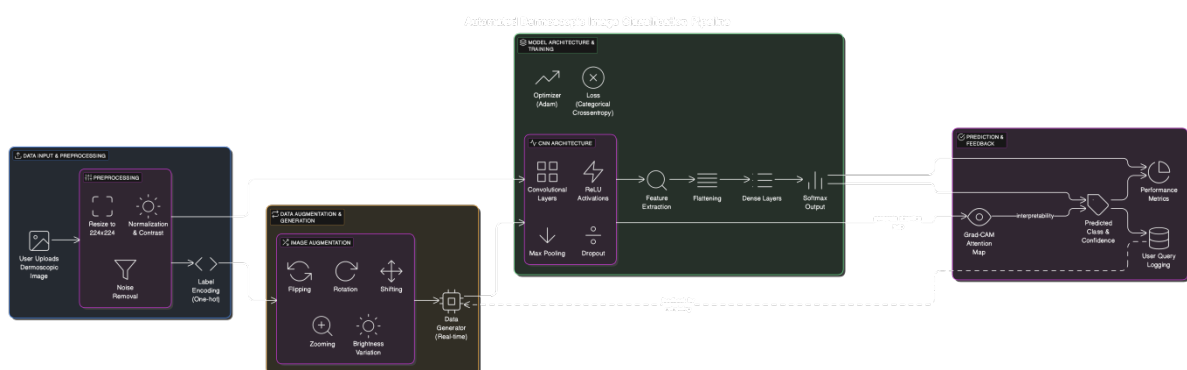 DATA INPUT & PREPROCESSING
PREPROCESSING
Resize to
224x224
Normalization
& Contrast
User Uploads
Dermoscopic
Image
Noise
Removal
Label
Encoding
(One-hot)
DATA AUGMENTATION &
GENERATION
IMAGE AUGMENTATION
Flipping
Rotation
Shifting
Zooming
Brightness
Variation
Data
Generator
(Real-time)
MODEL ARCHITECTURE &
TRAINING
Optimizer
(Adam)
Loss
(Categorical
Crossentropy)
CNN ARCHITECTURE
Convolutional
Layers
ReLU
Activations
Max Pooling
Dropout
Feature
Extraction
Flattening
Dense Layers
Softmax
Output
PREDICTION &
FEEDBACK
Performance
Metrics
Predicted
Class &
Confidence
interpretability
Grad-CAM
Attention
Map
User Query
Logging